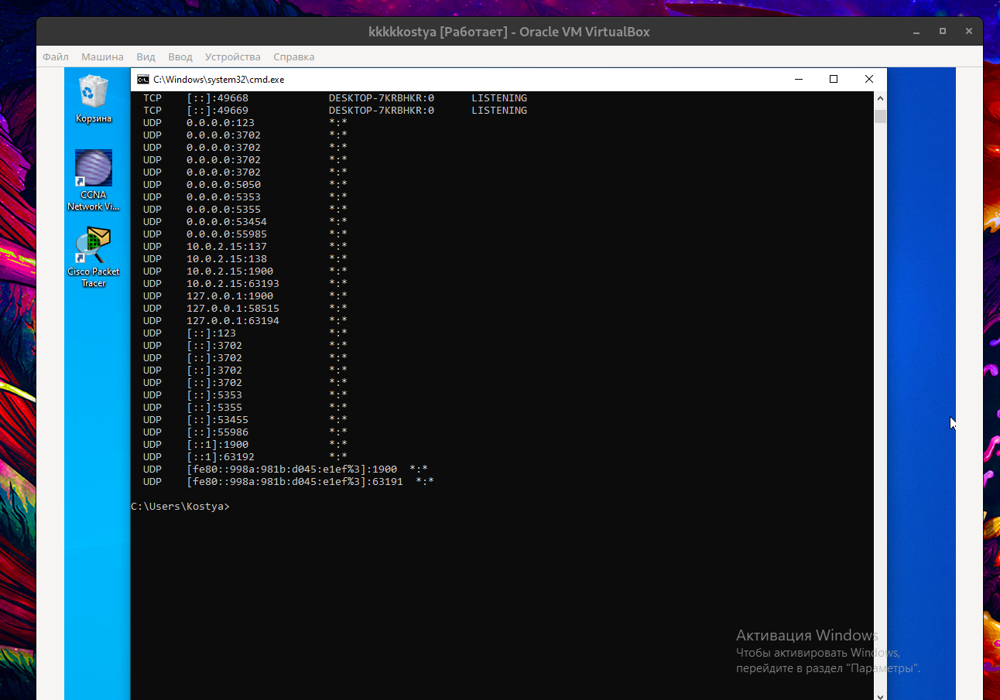 kkkkkostya [Работает] - Oracle VM VirtualBox
Файл Машина Вид Ввод Устройства Справка
C:\Windows\system32\cmd.exe
Корзина
CCNA
Network Vi...
Cisco Packet
Tracer
TCP [::]:49668 DESKTOP-7KRBHKR:0 LISTENING
TCP [::]:49669 DESKTOP-7KRBHKR:0 LISTENING
UDP 0.0.0.0:123 *:*
UDP 0.0.0.0:3702 *:*
UDP 0.0.0.0:3702 *:*
UDP 0.0.0.0:3702 *:*
UDP 0.0.0.0:3702 *:*
UDP 0.0.0.0:5050 *:*
UDP 0.0.0.0:5353 *:*
UDP 0.0.0.0:5355 *:*
UDP 0.0.0.0:53454 *:*
UDP 0.0.0.0:55985 *:*
UDP 10.0.2.15:137 *:*
UDP 10.0.2.15:138 *:*
UDP 10.0.2.15:1900 *:*
UDP 10.0.2.15:63193 *:*
UDP 127.0.0.1:1900 *:*
UDP 127.0.0.1:58515 *:*
UDP 127.0.0.1:63194 *:*
UDP [::]:123 *:*
UDP [::]:3702 *:*
UDP [::]:3702 *:*
UDP [::]:3702 *:*
UDP [::]:3702 *:*
UDP [::]:5353 *:*
UDP [::]:5355 *:*
UDP [::]:53455 *:*
UDP [::]:55986 *:*
UDP [::1]:1900 *:*
UDP [::1]:63192 *:*
UDP [fe80::998a:981b:d045:e1ef%3]:1900 *:*
UDP [fe80::998a:981b:d045:e1ef%3]:63191 *:*
C:\Users\Kostya>
Активация Windows
Чтобы активировать Windows,
перейдите в раздел "Параметры".